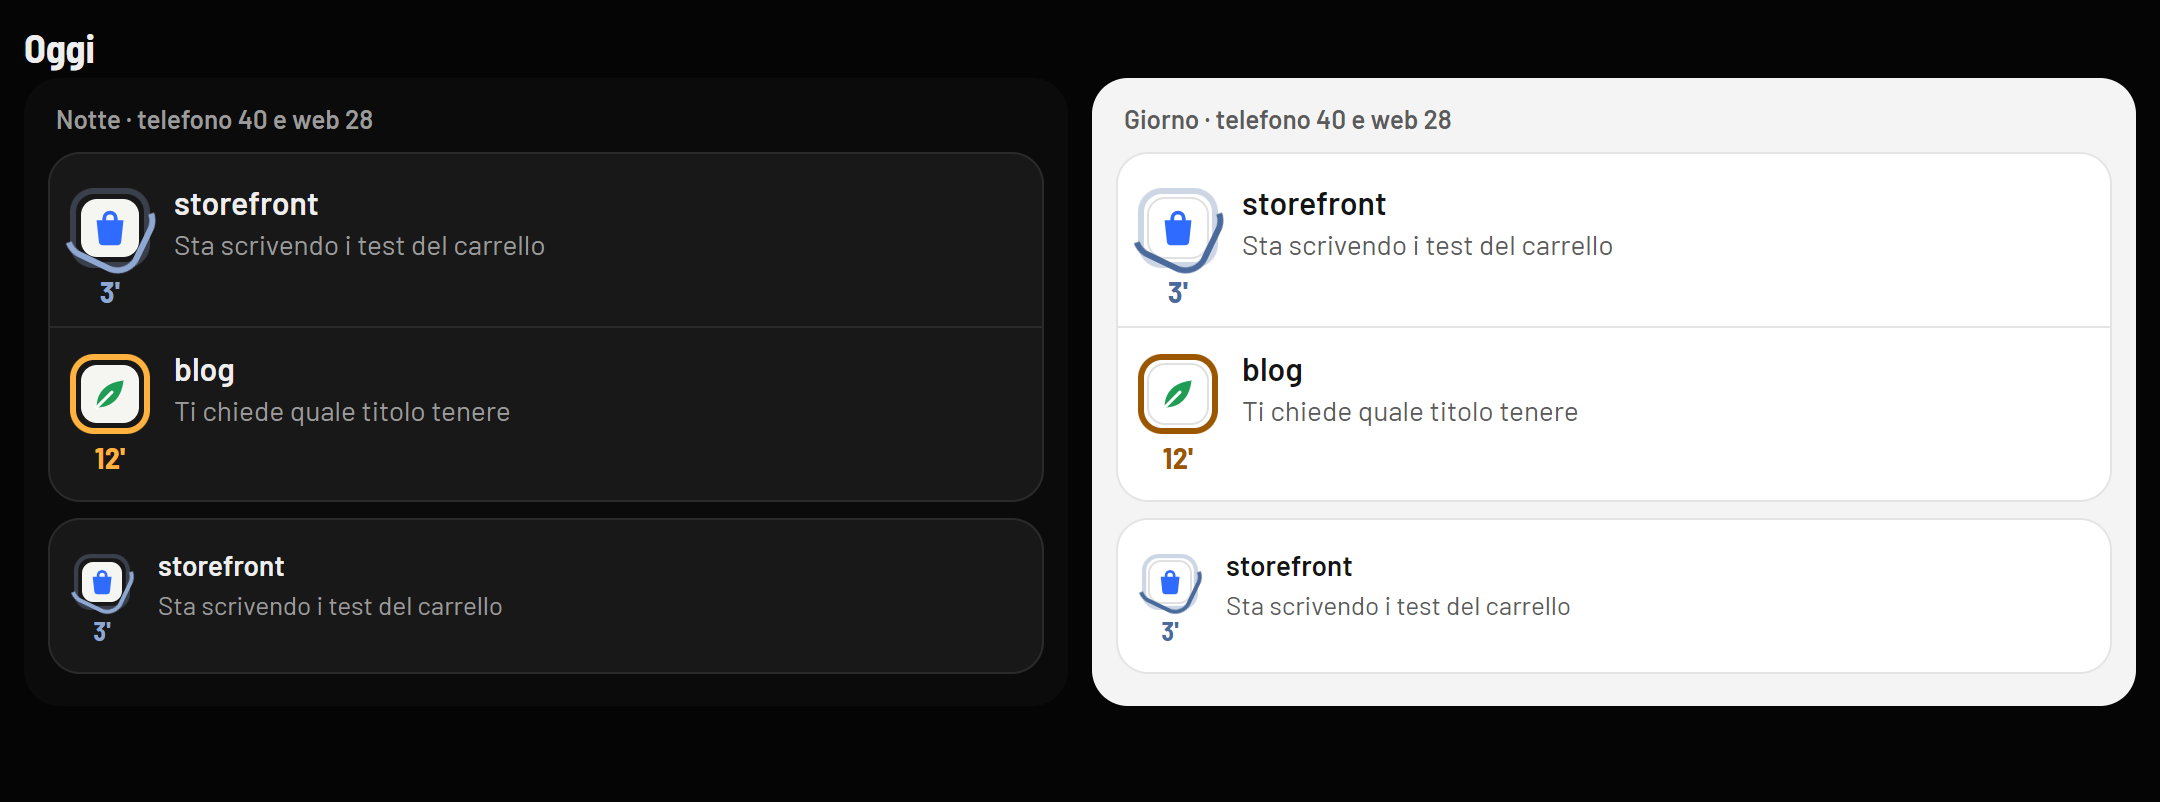 Oggi
Notte · telefono 40 e web 28
storefront
Sta scrivendo i test del carrello
3'
blog
Ti chiede quale titolo tenere
12'
storefront
Sta scrivendo i test del carrello
3'
Giorno · telefono 40 e web 28
storefront
Sta scrivendo i test del carrello
3'
blog
Ti chiede quale titolo tenere
12'
storefront
Sta scrivendo i test del carrello
3'